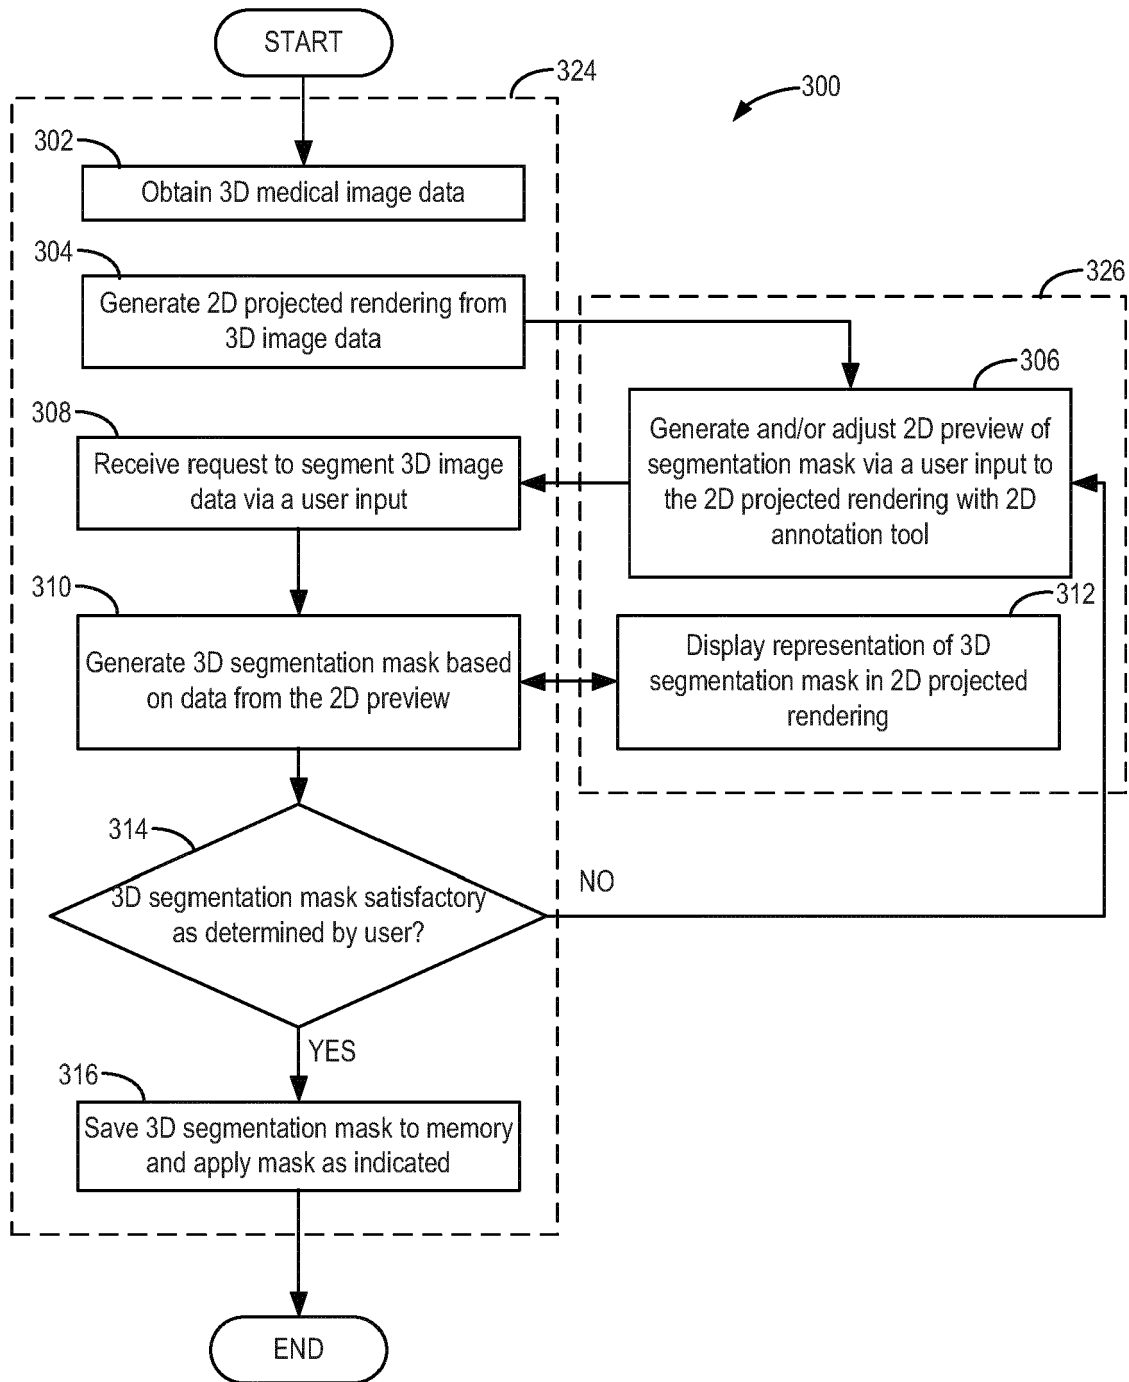 START
324
300
302
Obtain 3D medical image data
304
Generate 2D projected rendering from
3D image data
326
306
Generate and/or adjust 2D preview of
segmentation mask via a user input to
the 2D projected rendering with 2D
annotation tool
308
Receive request to segment 3D image
data via a user input
310
Generate 3D segmentation mask based
on data from the 2D preview
312
Display representation of 3D
segmentation mask in 2D projected
rendering
314
3D segmentation mask satisfactory
as determined by user?
NO
YES
316
Save 3D segmentation mask to memory
and apply mask as indicated
END